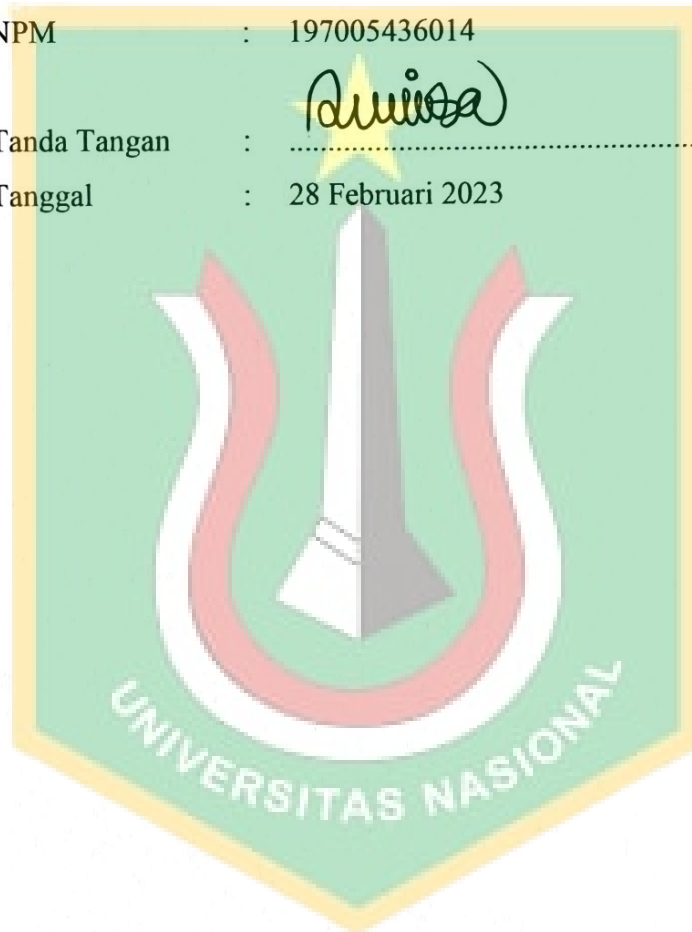 NPM : 197005436014
Tanda Tangan : ........................................
Tanggal : 28 Februari 2023
UNIVERSITAS NASIONAL